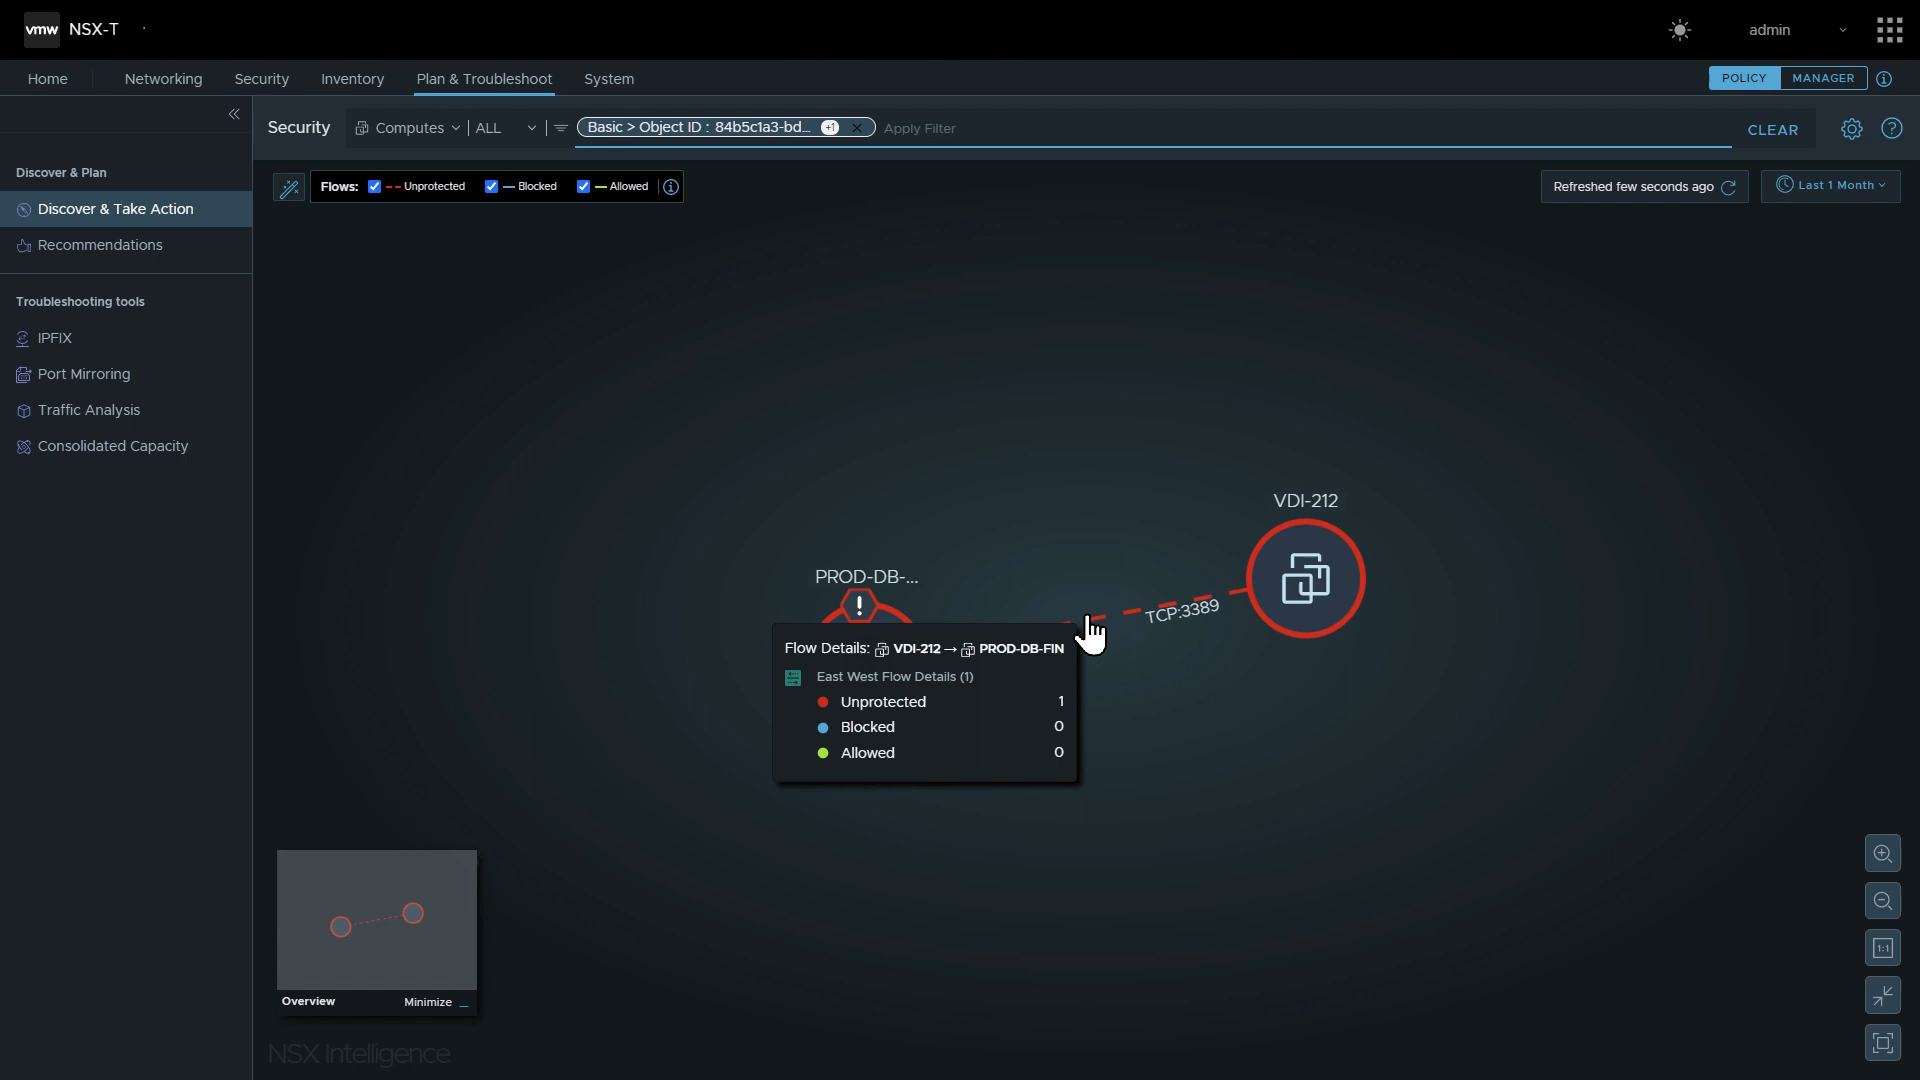 vmw NSX-T
admin
Home Networking Security Inventory Plan & Troubleshoot System
POLICY MANAGER
Security Computes ALL Basic > Object ID : 84b5c1a3-bd... +1 Apply Filter CLEAR
Discover & Plan
Discover & Take Action
Recommendations
Troubleshooting tools
IPFIX
Port Mirroring
Traffic Analysis
Consolidated Capacity
Flows: Unprotected Blocked Allowed
Refreshed few seconds ago Last 1 Month
VDI-212
PROD-DB-...
TCP:3389
Flow Details: VDI-212 → PROD-DB-FIN
East West Flow Details (1)
Unprotected 1
Blocked 0
Allowed 0
Overview Minimize _
1:1
NSX Intelligence